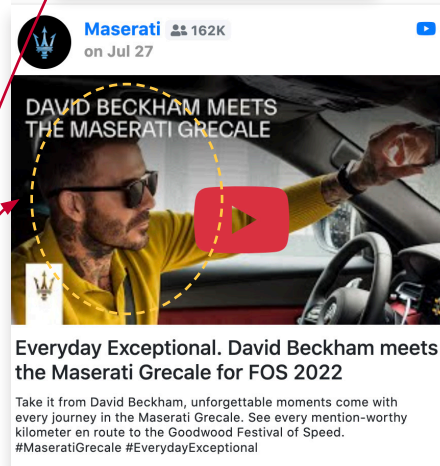 Maserati 162K
on Jul 27
DAVID BECKHAM MEETS
THE MASERATI GRECALE
Everyday Exceptional. David Beckham meets
the Maserati Grecale for FOS 2022
Take it from David Beckham, unforgettable moments come with
every journey in the Maserati Grecale. See every mention-worthy
kilometer en route to the Goodwood Festival of Speed.
#MaseratiGrecale #EverydayExceptional